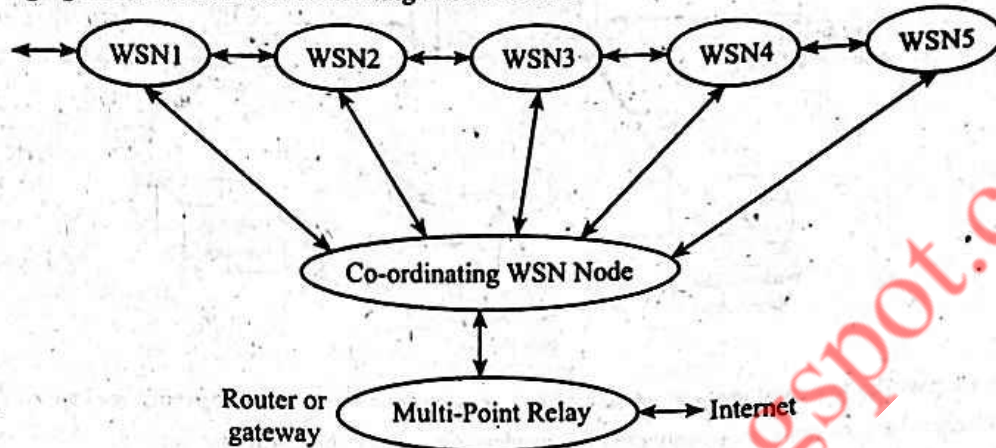 WSN1
WSN2
WSN3
WSN4
WSN5
Co-ordinating WSN Node
Router or
gateway
Multi-Point Relay
Internet